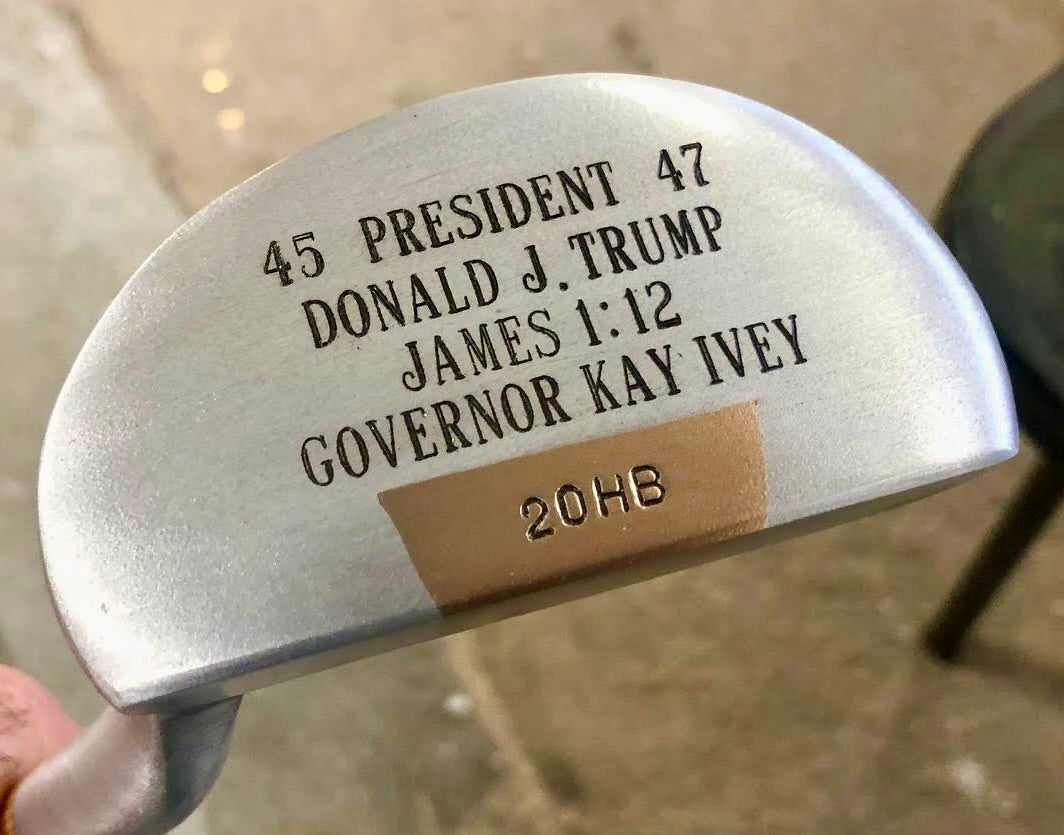 45 PRESIDENT 47
DONALD J. TRUMP
JAMES 1:12
GOVERNOR KAY IVEY
20HB